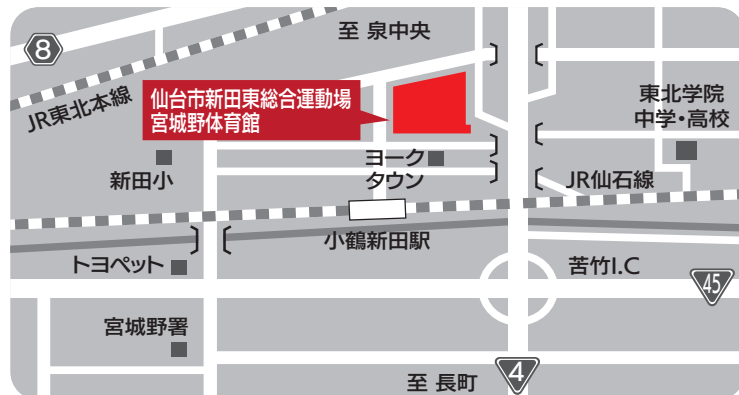 至 泉中央
8
JR東北本線
仙台市新田東総合運動場
宮城野体育館
東北学院
中学・高校
新田小
ヨーク
タウン
JR仙石線
小鶴新田駅
トヨペット
苦竹I.C
45
宮城野署
至 長町
4